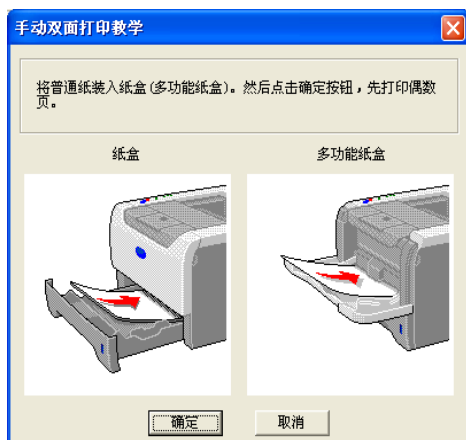 手动双面打印教学
将普通纸装入纸盒(多功能纸盒)。然后点击确定按钮，先打印偶数
页。
纸盒
多功能纸盒
确定
取消